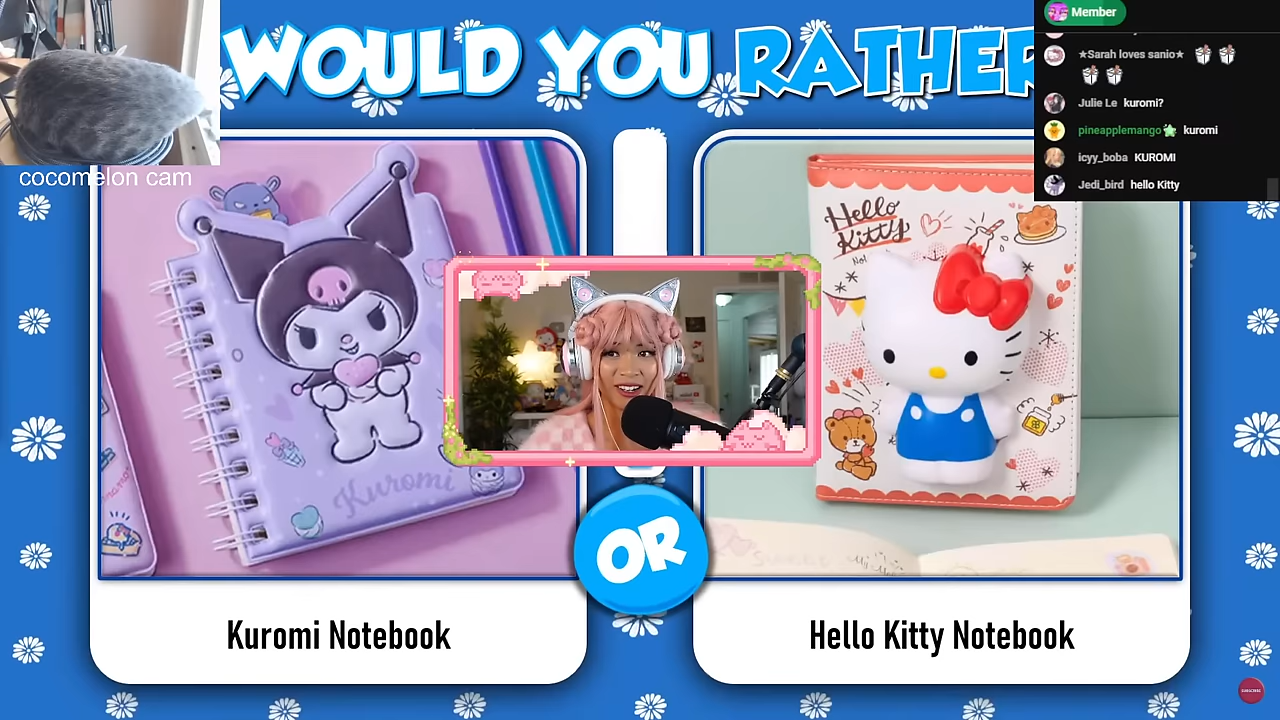 WOULD YOU RATHER
Member
★Sarah loves sanio★
Julie Le kuromi?
pineapplemango kuromi
icyy_boba KUROMI
Jedi_bird hello Kitty
cocomelon cam
Hello
Kitty
Kuromi
OR
Kuromi Notebook
Hello Kitty Notebook
SUBSCRIBE